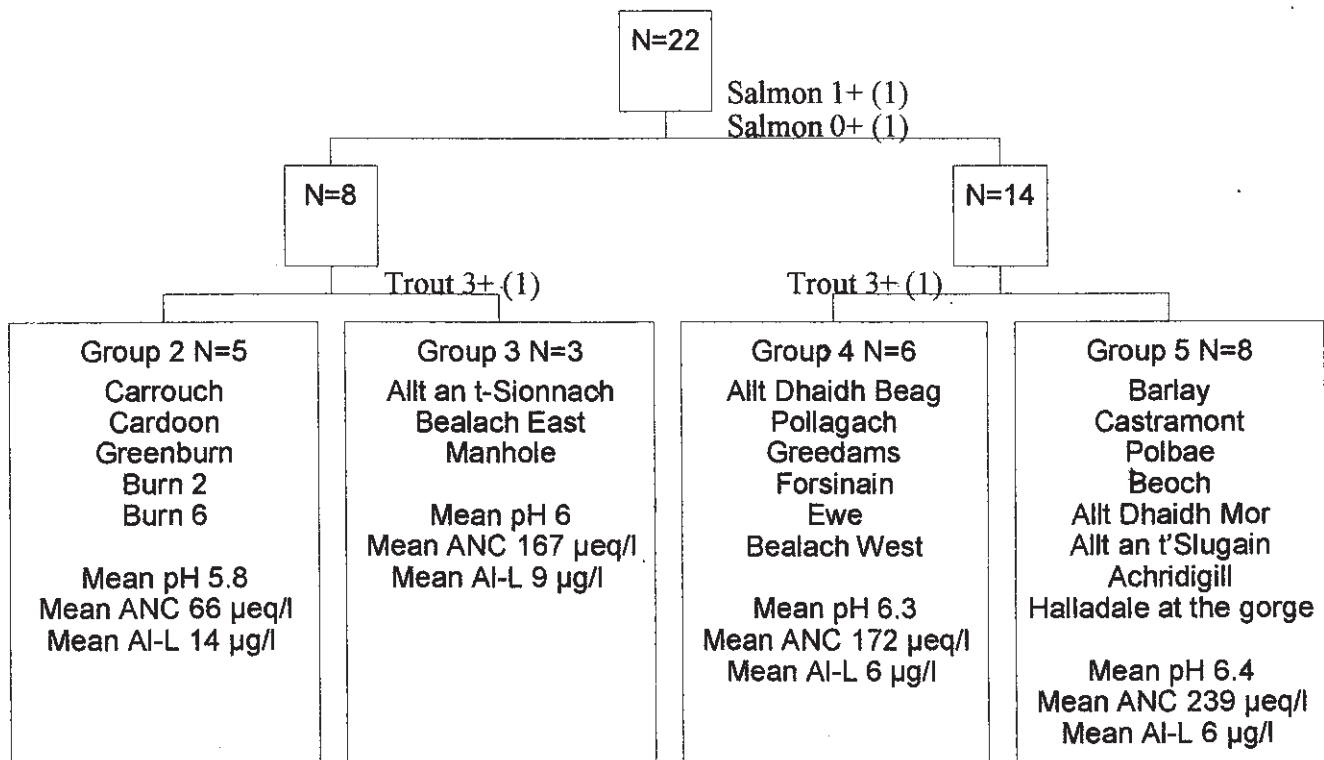 N=22
Salmon 1+ (1)
Salmon 0+ (1)
N=8
N=14
Trout 3+ (1)
Trout 3+ (1)
Group 2 N=5
Carrouch
Cardoon
Greenburn
Burn 2
Burn 6
Mean pH 5.8
Mean ANC 66 µeq/l
Mean Al-L 14 µg/l
Group 3 N=3
Allt an t-Sionnach
Bealach East
Manhole
Mean pH 6
Mean ANC 167 µeq/l
Mean Al-L 9 µg/l
Group 4 N=6
Allt Dhaidh Beag
Pollagach
Greedams
Forsinain
Ewe
Bealach West
Mean pH 6.3
Mean ANC 172 µeq/l
Mean Al-L 6 µg/l
Group 5 N=8
Barlay
Castramont
Polbae
Beoch
Allt Dhaidh Mor
Allt an t'Slugain
Achridigill
Halladale at the gorge
Mean pH 6.4
Mean ANC 239 µeq/l
Mean Al-L 6 µg/l